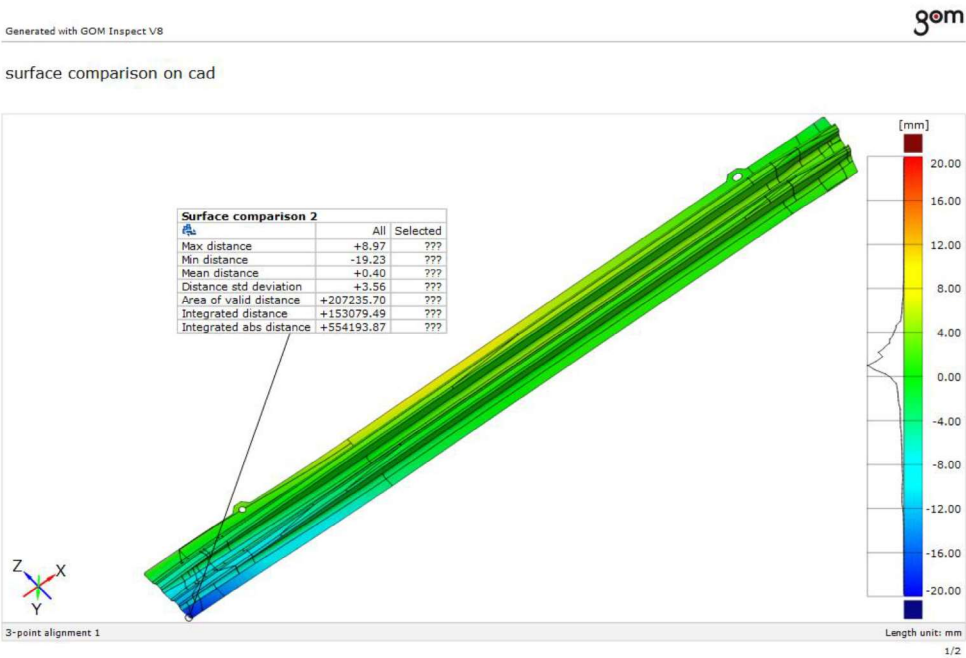 gom
Generated with GOM Inspect V8
surface comparison on cad
[mm]
20.00
16.00
12.00
8.00
4.00
0.00
-4.00
-8.00
-12.00
-16.00
-20.00
Surface comparison 2
All Selected
Max distance +8.97 ???
Min distance -19.23 ???
Mean distance +0.40 ???
Distance std deviation +3.56 ???
Area of valid distance +207235.70 ???
Integrated distance +153079.49 ???
Integrated abs distance +554193.87 ???
Z
X
Y
3-point alignment 1 Length unit: mm
1/2